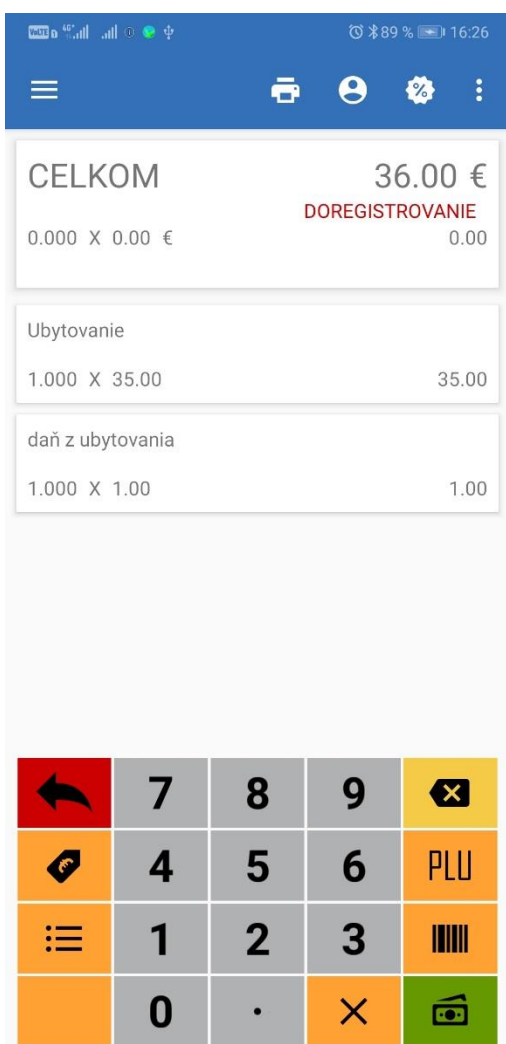 VoLTE 4G+ 89 % 16:26
%
CELKOM 36.00 €
DOREGISTROVANIE
0.000 X 0.00 € 0.00
Ubytovanie
1.000 X 35.00 35.00
daň z ubytovania
1.000 X 1.00 1.00
7 8 9
4 5 6 PLU
1 2 3
0 .